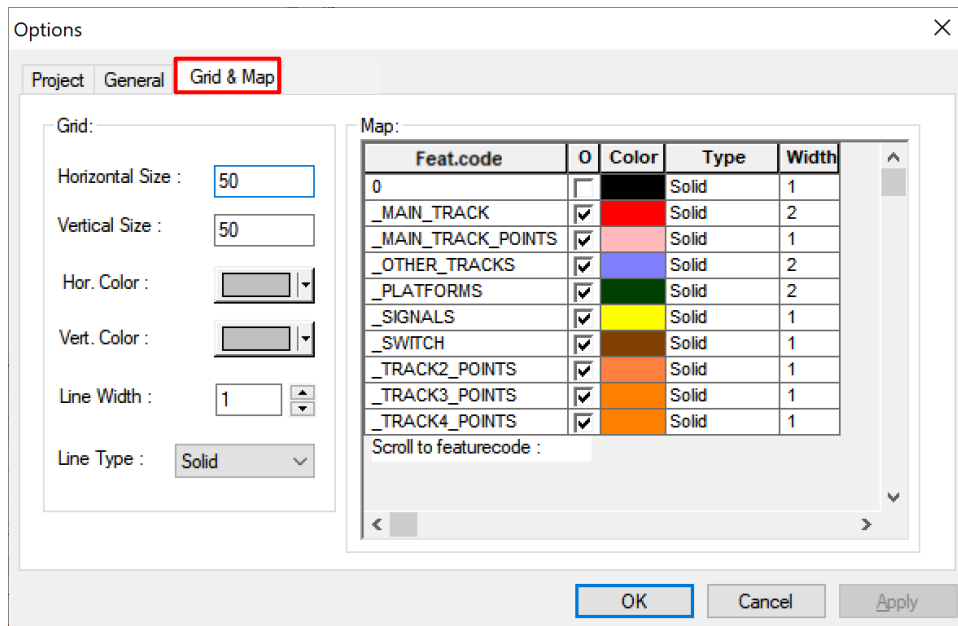 Options
Project General Grid & Map
Grid:
Horizontal Size : 50
Vertical Size : 50
Hor. Color :
Vert. Color :
Line Width : 1
Line Type : Solid
Map:
Feat.code O Color Type Width
0 Solid 1
_MAIN_TRACK Solid 2
_MAIN_TRACK_POINTS Solid 1
_OTHER_TRACKS Solid 2
_PLATFORMS Solid 2
_SIGNALS Solid 1
_SWITCH Solid 1
_TRACK2_POINTS Solid 1
_TRACK3_POINTS Solid 1
_TRACK4_POINTS Solid 1
Scroll to featurecode :
OK Cancel Apply